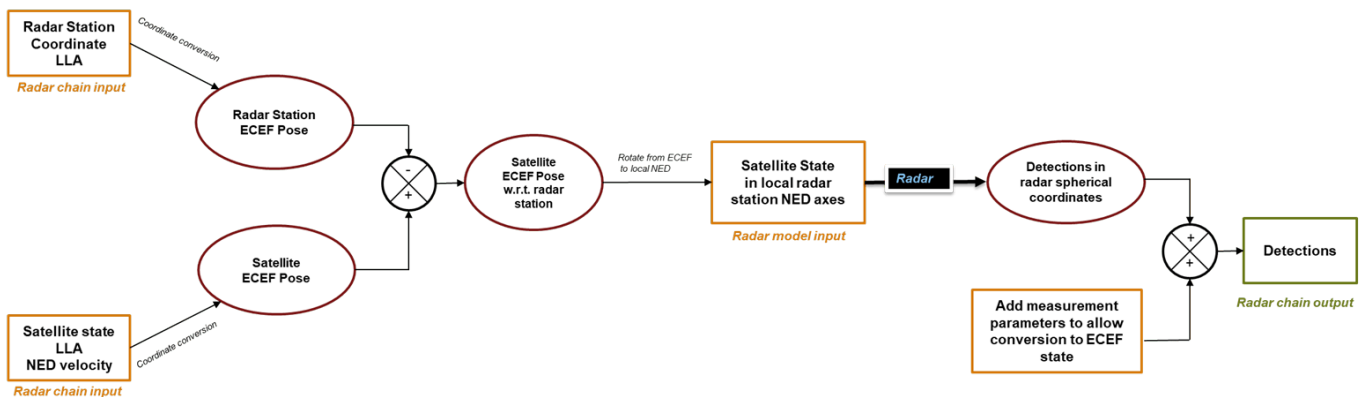 Radar Station
Coordinate
LLA
Radar chain input
Coordinate conversion
Radar Station
ECEF Pose
-
+
Satellite
ECEF Pose
w.r.t. radar
station
Rotate from ECEF
to local NED
Satellite State
in local radar
station NED axes
Radar model input
Radar
Detections in
radar spherical
coordinates
+
+
Detections
Radar chain output
Satellite
ECEF Pose
Coordinate conversion
Satellite state
LLA
NED velocity
Radar chain input
Add measurement
parameters to allow
conversion to ECEF
state